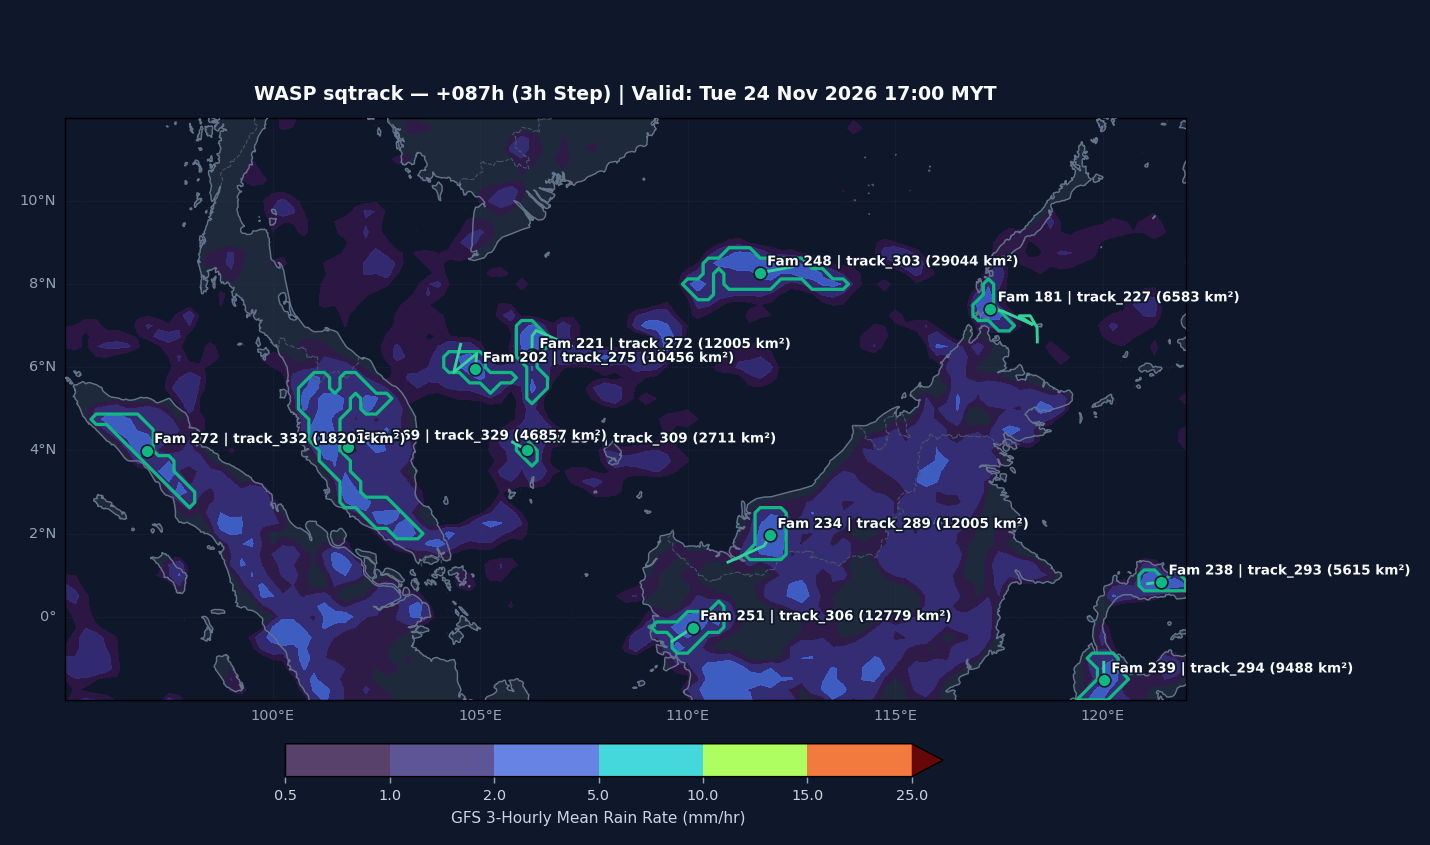 WASP sqtrack — +087h (3h Step) | Valid: Tue 24 Nov 2026 17:00 MYT
10°N
8°N
6°N
4°N
2°N
0°
Fam 248 | track_303 (29044 km²)
Fam 181 | track_227 (6583 km²)
Fam 221 | track_272 (12005 km²)
Fam 202 | track_275 (10456 km²)
Fam 272 | track_332 (18201 km²)
69 | track_329 (46857 km²)
track_309 (2711 km²)
Fam 234 | track_289 (12005 km²)
Fam 238 | track_293 (5615 km²)
Fam 251 | track_306 (12779 km²)
Fam 239 | track_294 (9488 km²)
100°E 105°E 110°E 115°E 120°E
0.5 1.0 2.0 5.0 10.0 15.0 25.0
GFS 3-Hourly Mean Rain Rate (mm/hr)